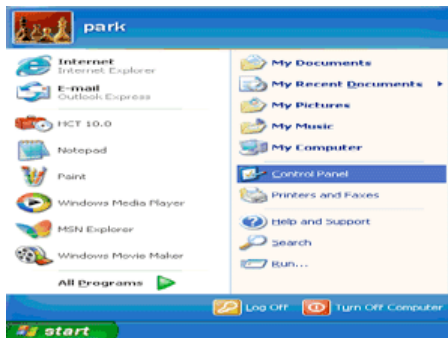 park
Internet
Internet Explorer
E-mail
Outlook Express
HCT 10.0
Notepad
Paint
Windows Media Player
MSN Explorer
Windows Movie Maker
All Programs
My Documents
My Recent Documents
My Pictures
My Music
My Computer
Control Panel
Printers and Faxes
Help and Support
Search
Run...
Log Off
Turn Off Computer
start